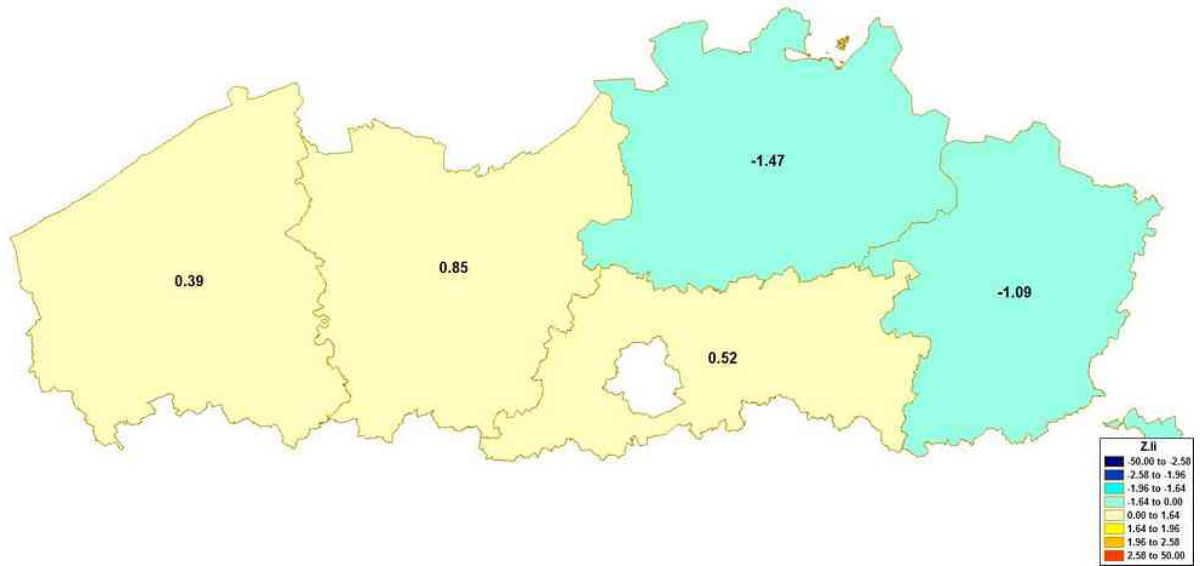 -1.47
0.85
0.39
-1.09
0.52
Z.li
-50.00 to -2.58
-2.58 to -1.96
-1.96 to -1.64
-1.64 to 0.00
0.00 to 1.64
1.64 to 1.96
1.96 to 2.58
2.58 to 50.00